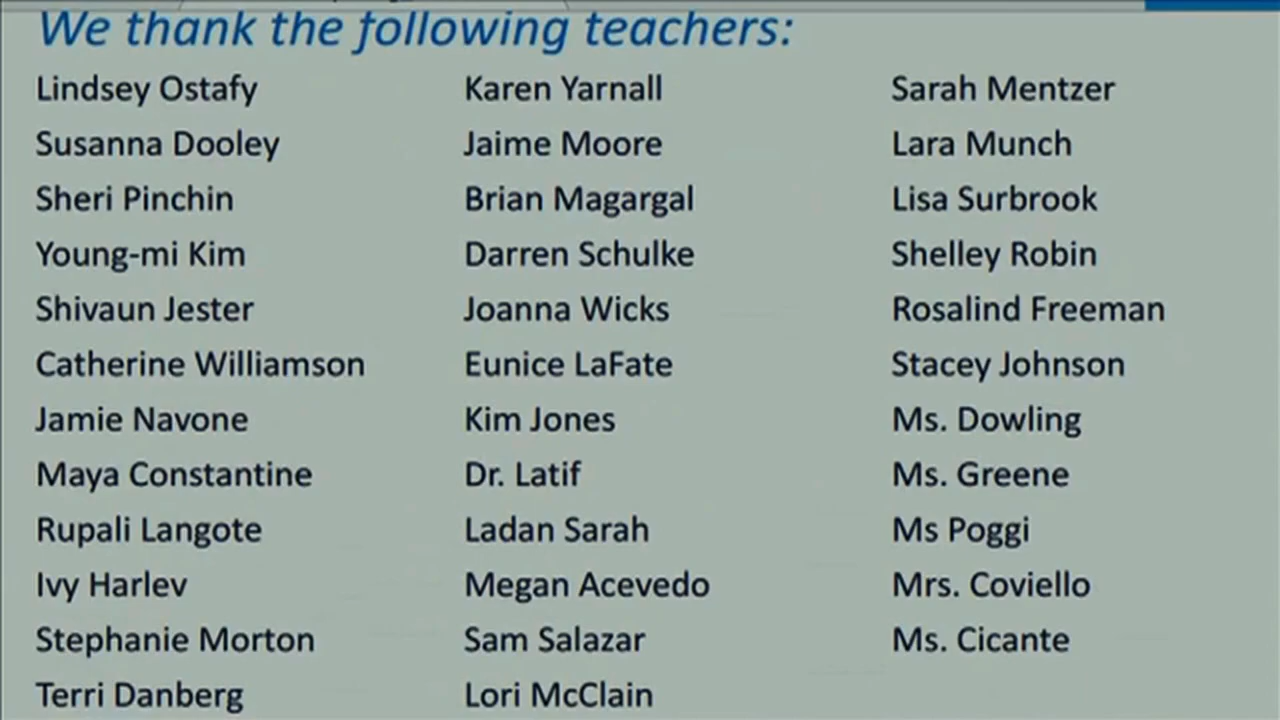 We thank the following teachers:
Lindsey Ostafy
Susanna Dooley
Sheri Pinchin
Young-mi Kim
Shivaun Jester
Catherine Williamson
Jamie Navone
Maya Constantine
Rupali Langote
Ivy Harlev
Stephanie Morton
Terri Danberg
Karen Yarnall
Jaime Moore
Brian Magargal
Darren Schulke
Joanna Wicks
Eunice LaFate
Kim Jones
Dr. Latif
Ladan Sarah
Megan Acevedo
Sam Salazar
Lori McClain
Sarah Mentzer
Lara Munch
Lisa Surbrook
Shelley Robin
Rosalind Freeman
Stacey Johnson
Ms. Dowling
Ms. Greene
Ms Poggi
Mrs. Coviello
Ms. Cicante